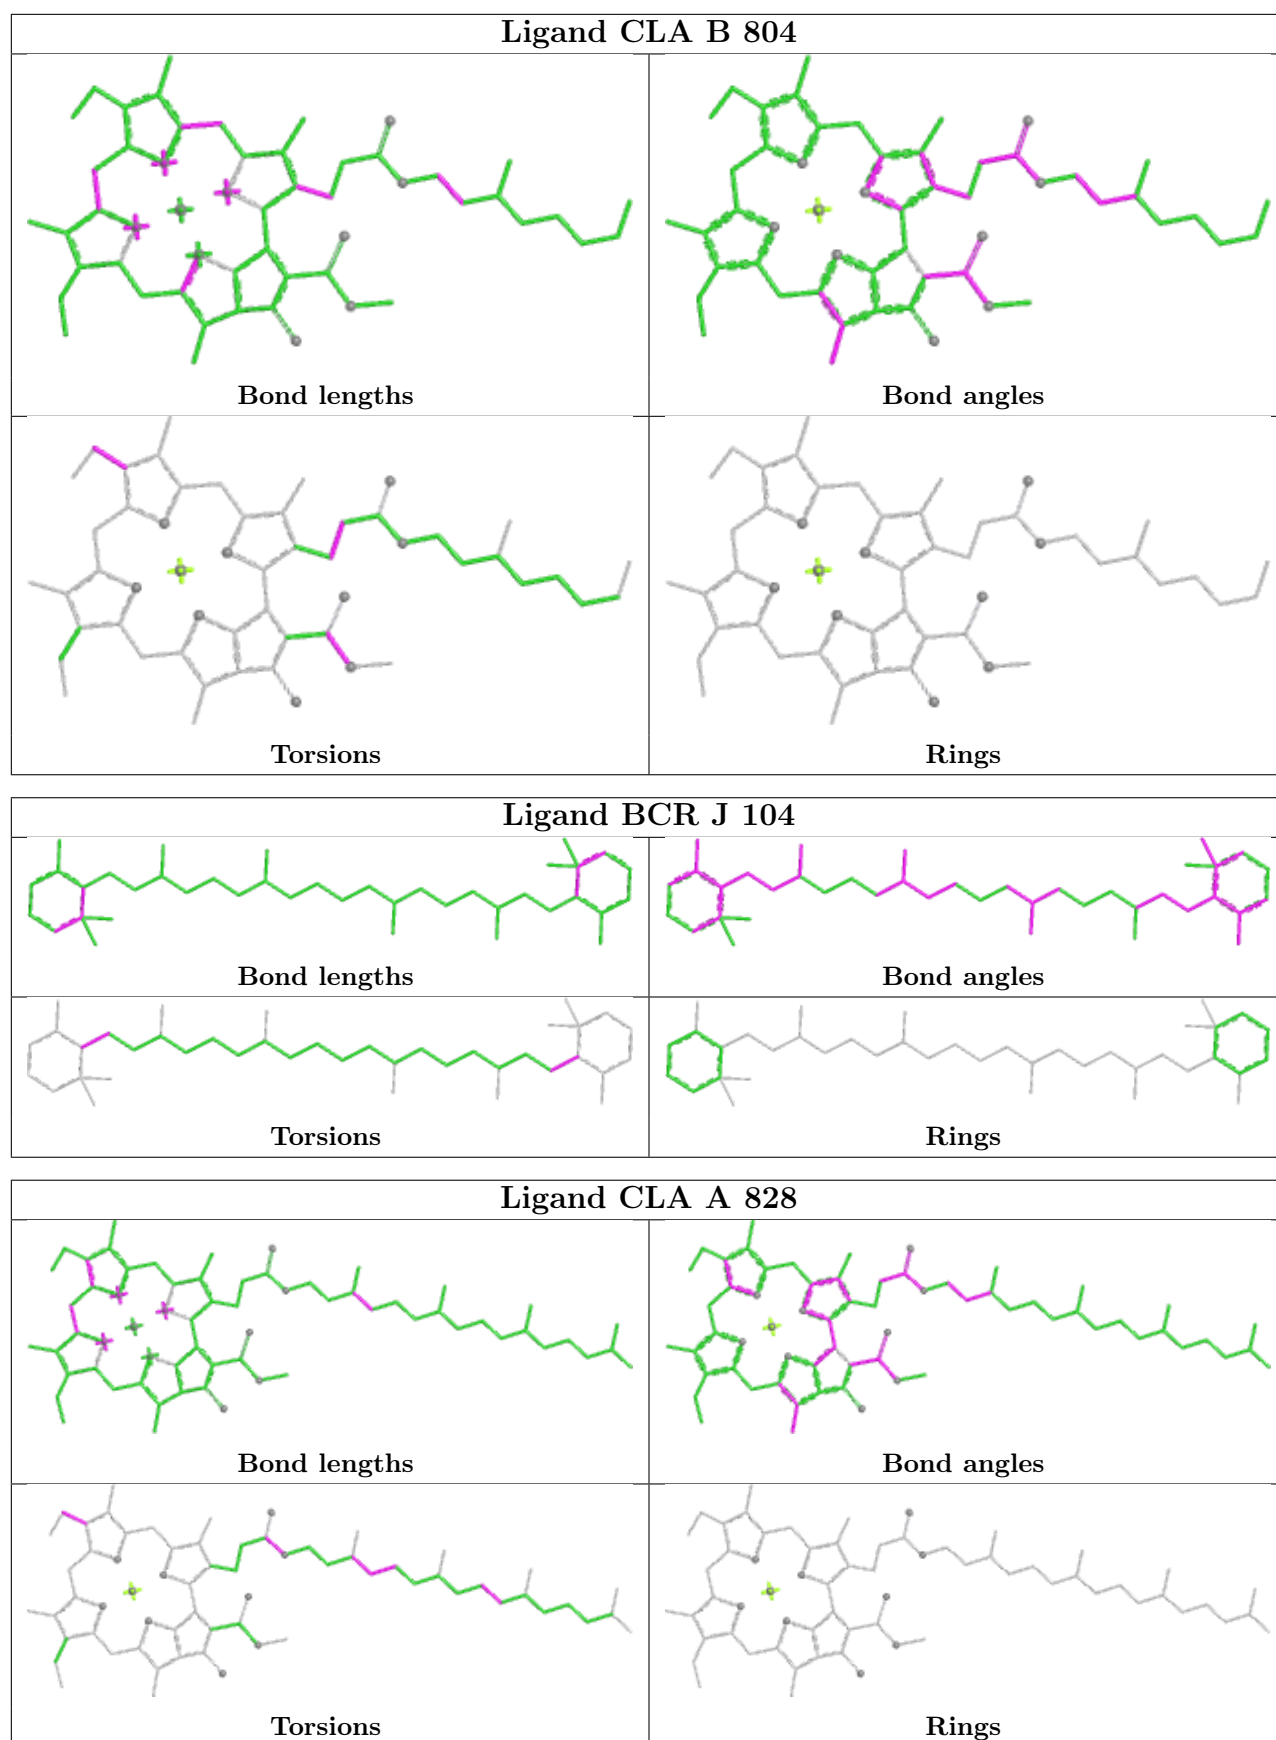 Ligand CLA B 804
Bond lengths
Bond angles
Torsions
Rings
Ligand BCR J 104
Bond lengths
Bond angles
Torsions
Rings
Ligand CLA A 828
Bond lengths
Bond angles
Torsions
Rings